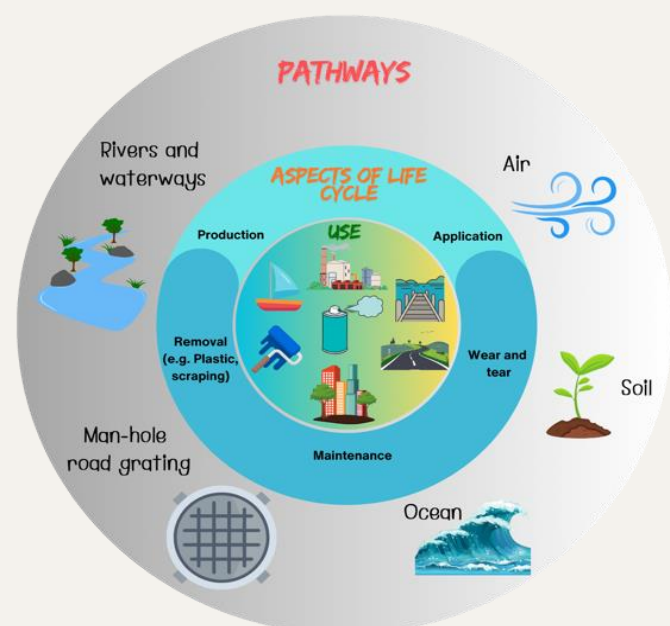 PATHWAYS
Rivers and
waterways
Air
ASPECTS OF LIFE
CYCLE
USE
Production
Application
Removal
(e.g. Plastic,
scraping)
Wear and
tear
Soil
Man-hole
road grating
Maintenance
Ocean